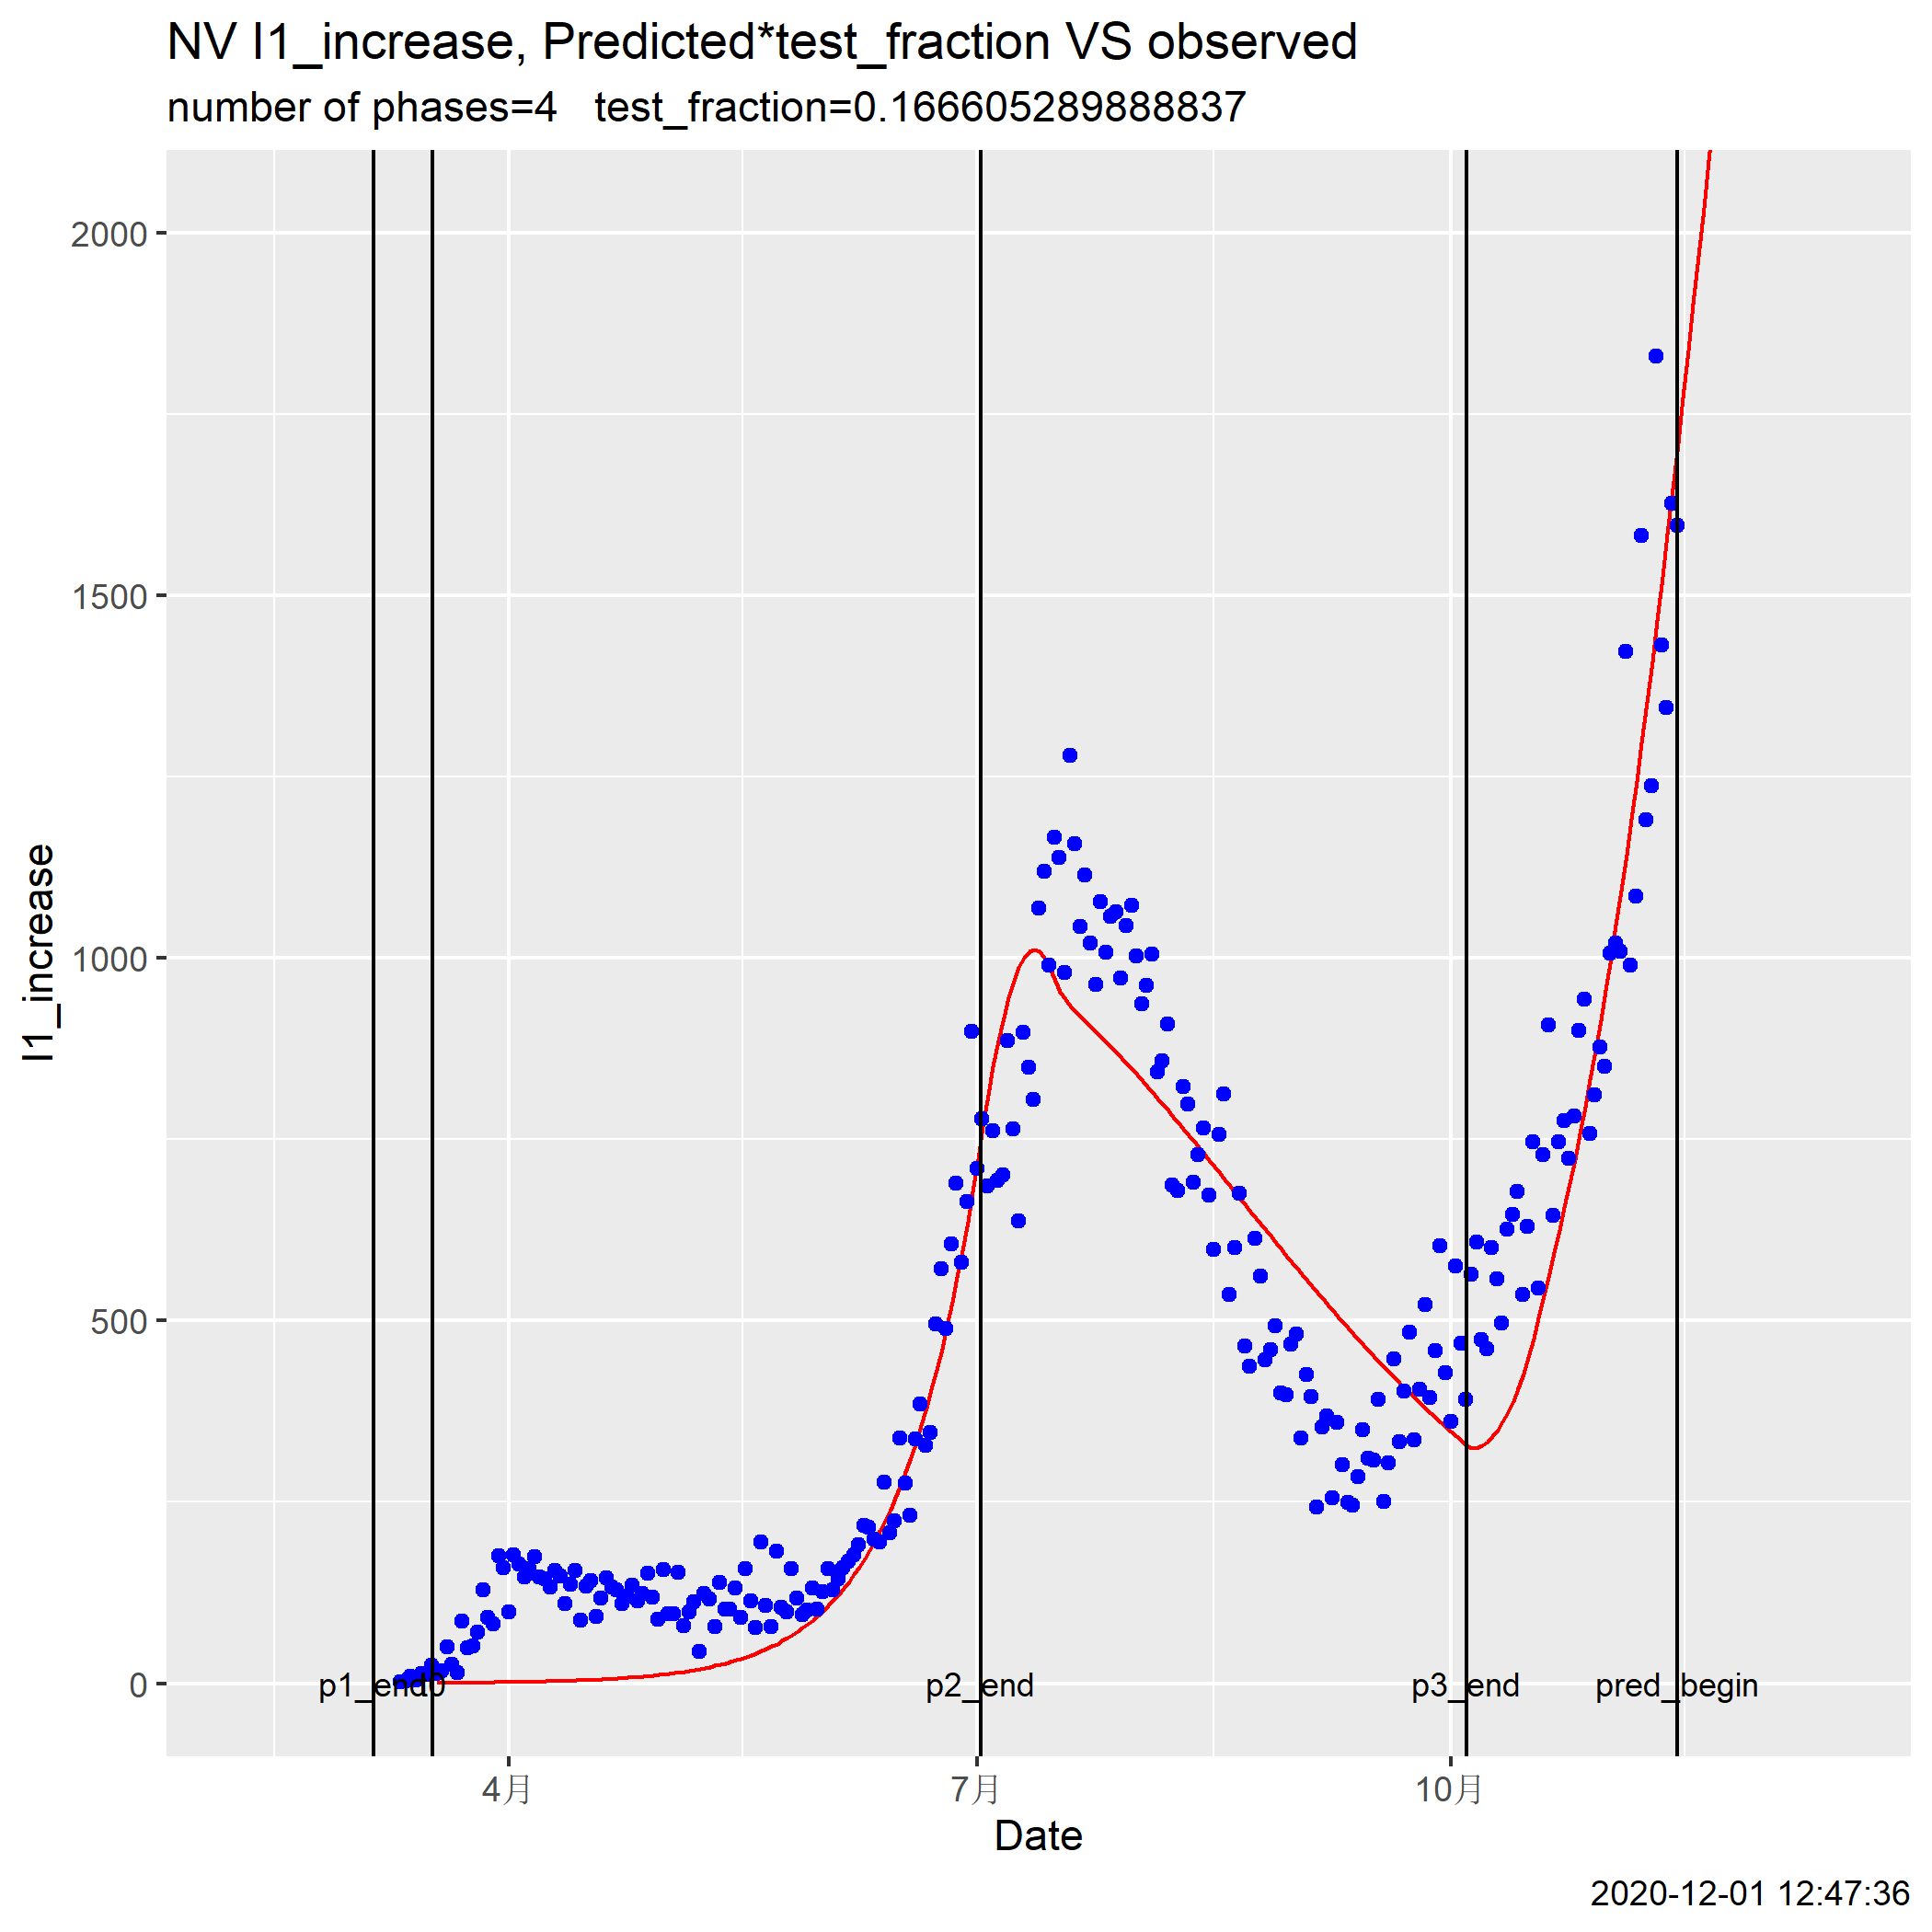 NV I1_increase, Predicted*test_fraction VS observed
number of phases=4 test_fraction=0.166605289888837
2000
1500
1000
500
0
I1_increase
p1_end0
p2_end
p3_end
pred_begin
4月
7月
10月
Date
2020-12-01 12:47:36